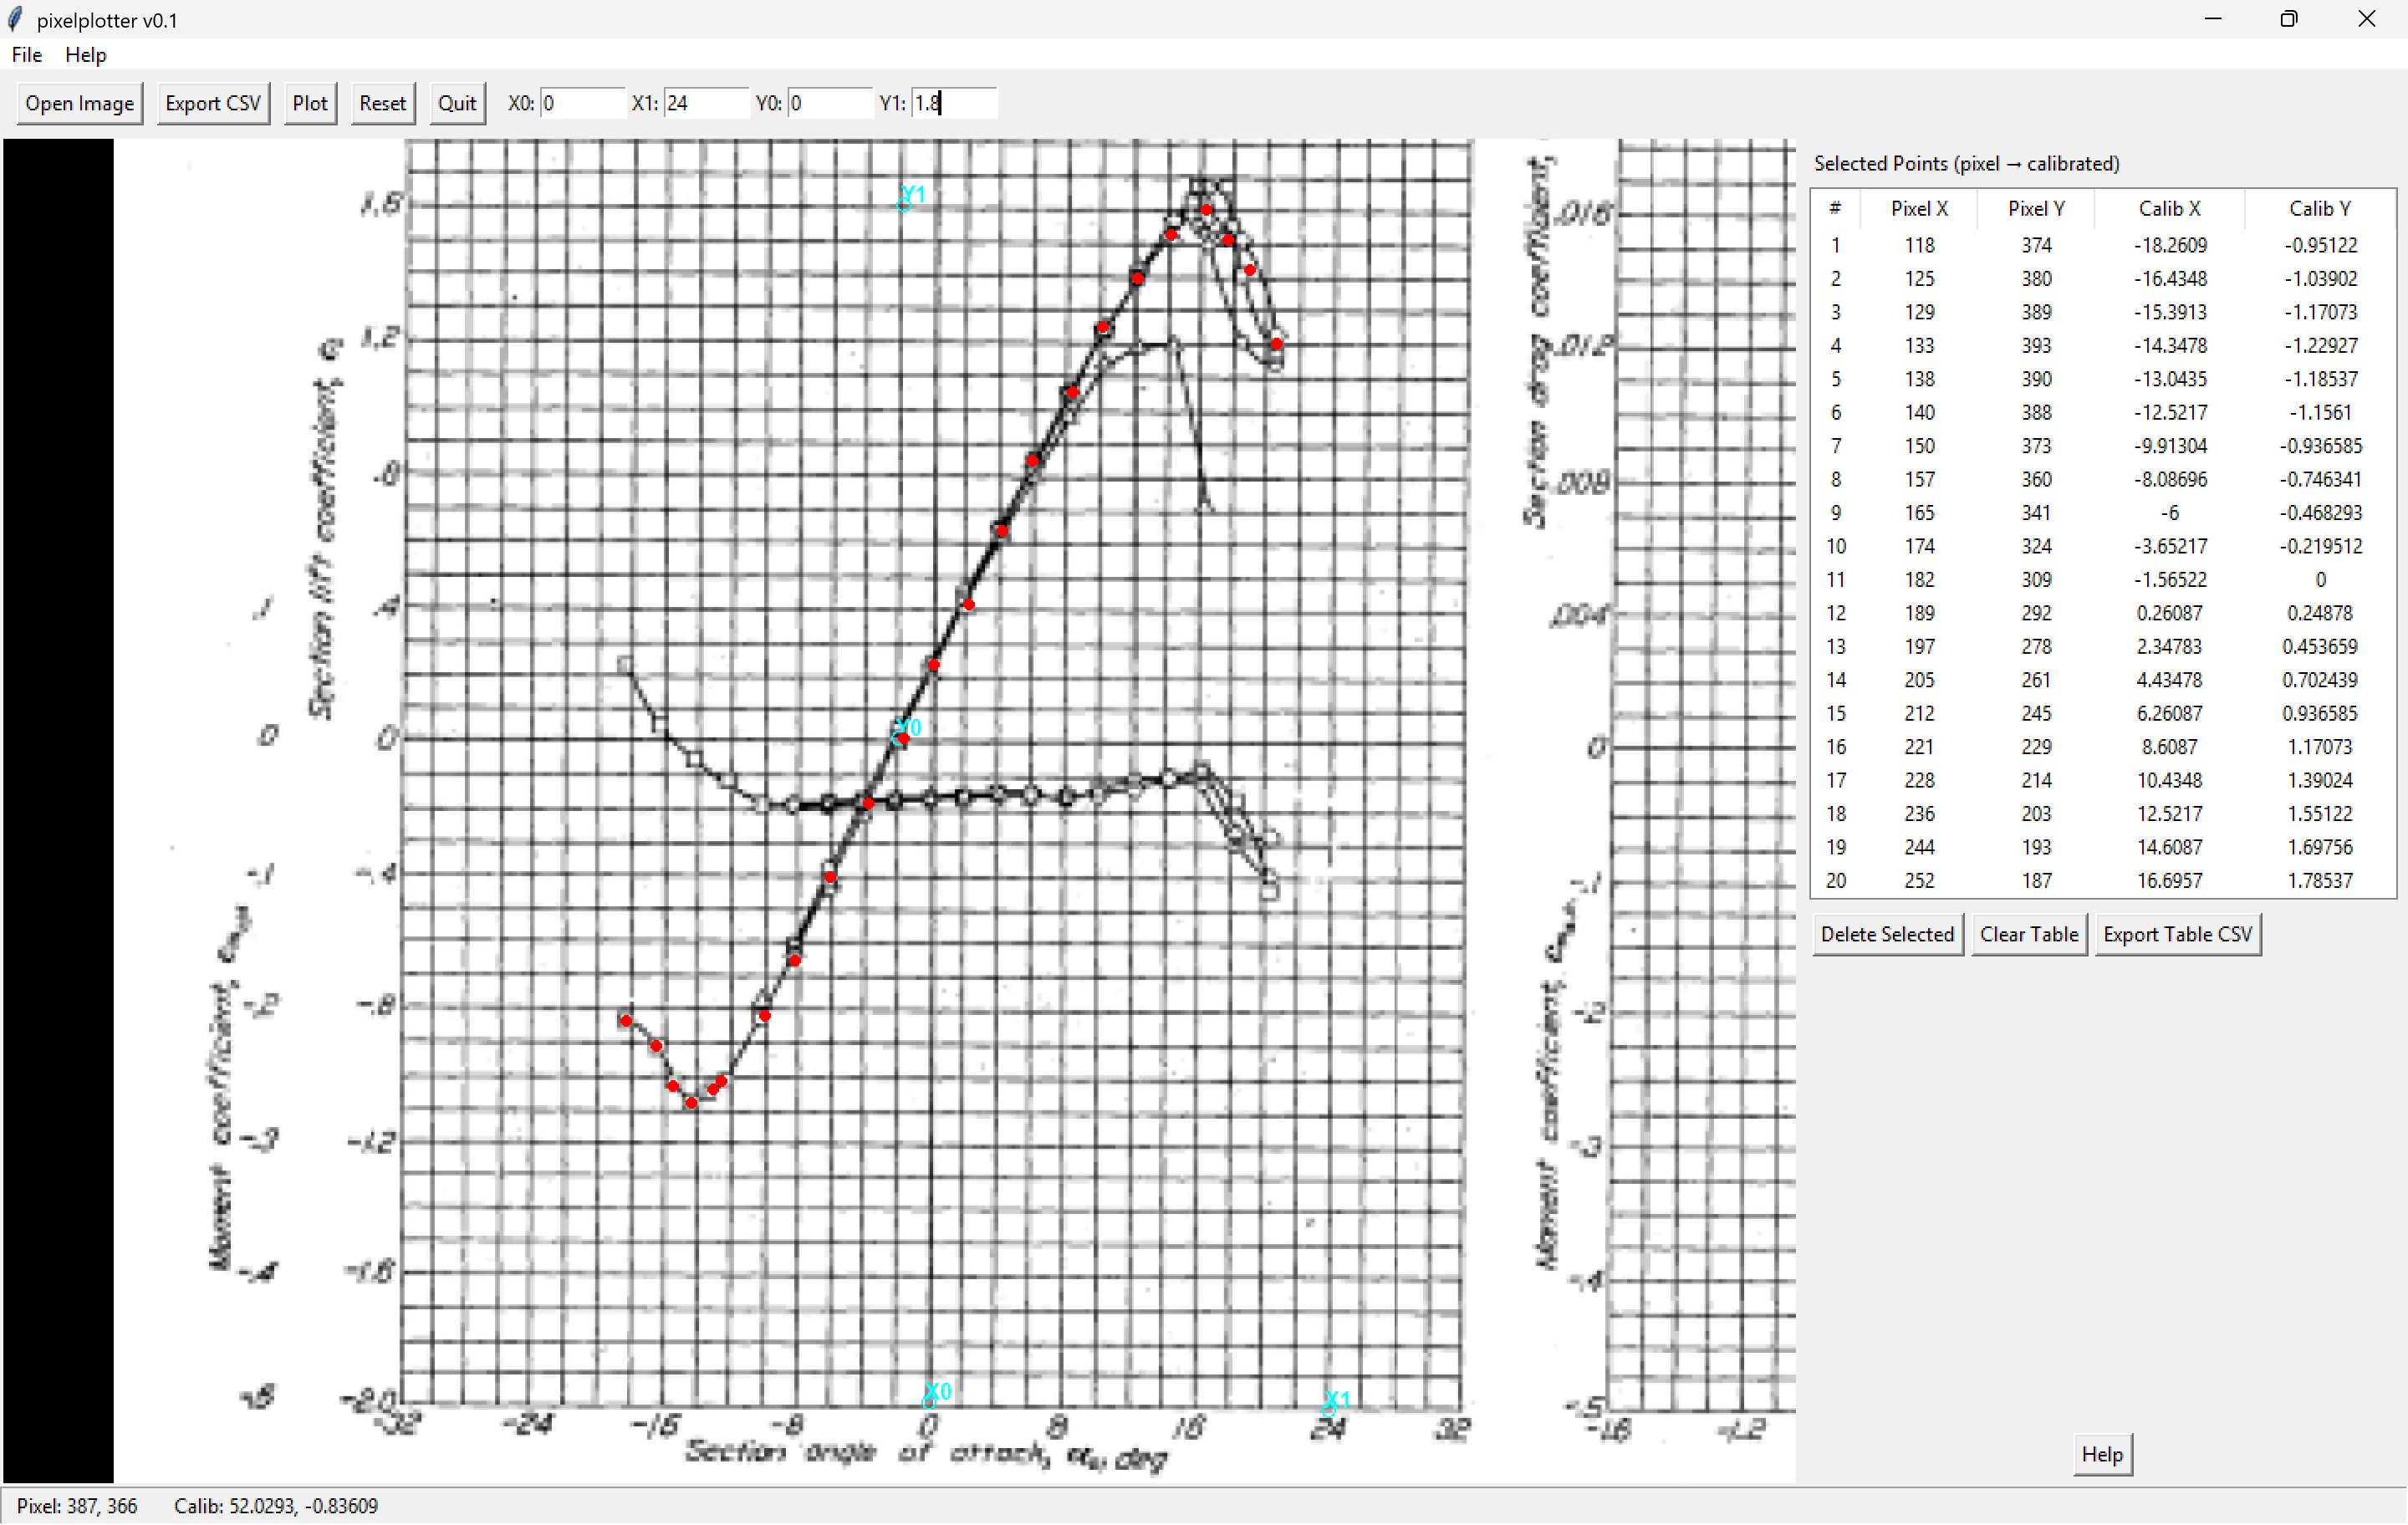 pixelplotter v0.1
File Help
Open Image Export CSV Plot Reset Quit X0: 0 X1: 24 Y0: 0 Y1: 1.8
Y1
1.6
1.2
.8
.4
0
-.4
-.8
-1.2
-1.6
-2.0
Section lift coefficient, c
.1
0
-.1
-.2
-.3
-.4
-.5
Moment coefficient, c
Y0
X0 X1
-32 -24 -16 -8 0 8 16 24 32
Section angle of attack, α₀, deg
Section drag coefficient,
.016
.012
.008
.004
0
-.1
-.2
-.3
-.4
-.5
Moment coefficient, c
-1.6 -1.2
Selected Points (pixel → calibrated)
# Pixel X Pixel Y Calib X Calib Y
1 118 374 -18.2609 -0.95122
2 125 380 -16.4348 -1.03902
3 129 389 -15.3913 -1.17073
4 133 393 -14.3478 -1.22927
5 138 390 -13.0435 -1.18537
6 140 388 -12.5217 -1.1561
7 150 373 -9.91304 -0.936585
8 157 360 -8.08696 -0.746341
9 165 341 -6 -0.468293
10 174 324 -3.65217 -0.219512
11 182 309 -1.56522 0
12 189 292 0.26087 0.24878
13 197 278 2.34783 0.453659
14 205 261 4.43478 0.702439
15 212 245 6.26087 0.936585
16 221 229 8.6087 1.17073
17 228 214 10.4348 1.39024
18 236 203 12.5217 1.55122
19 244 193 14.6087 1.69756
20 252 187 16.6957 1.78537
Delete Selected Clear Table Export Table CSV
Help
Pixel: 387, 366 Calib: 52.0293, -0.83609